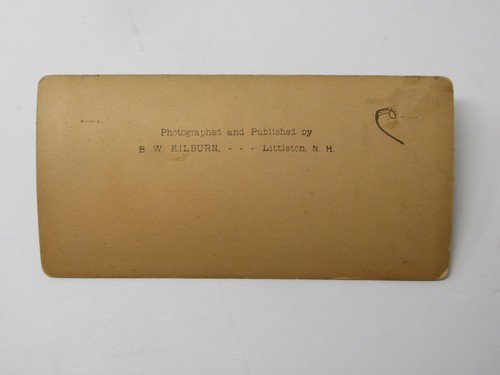 Photographed and Published by
B. W. KILBURN, - - - Littleton, N. H.